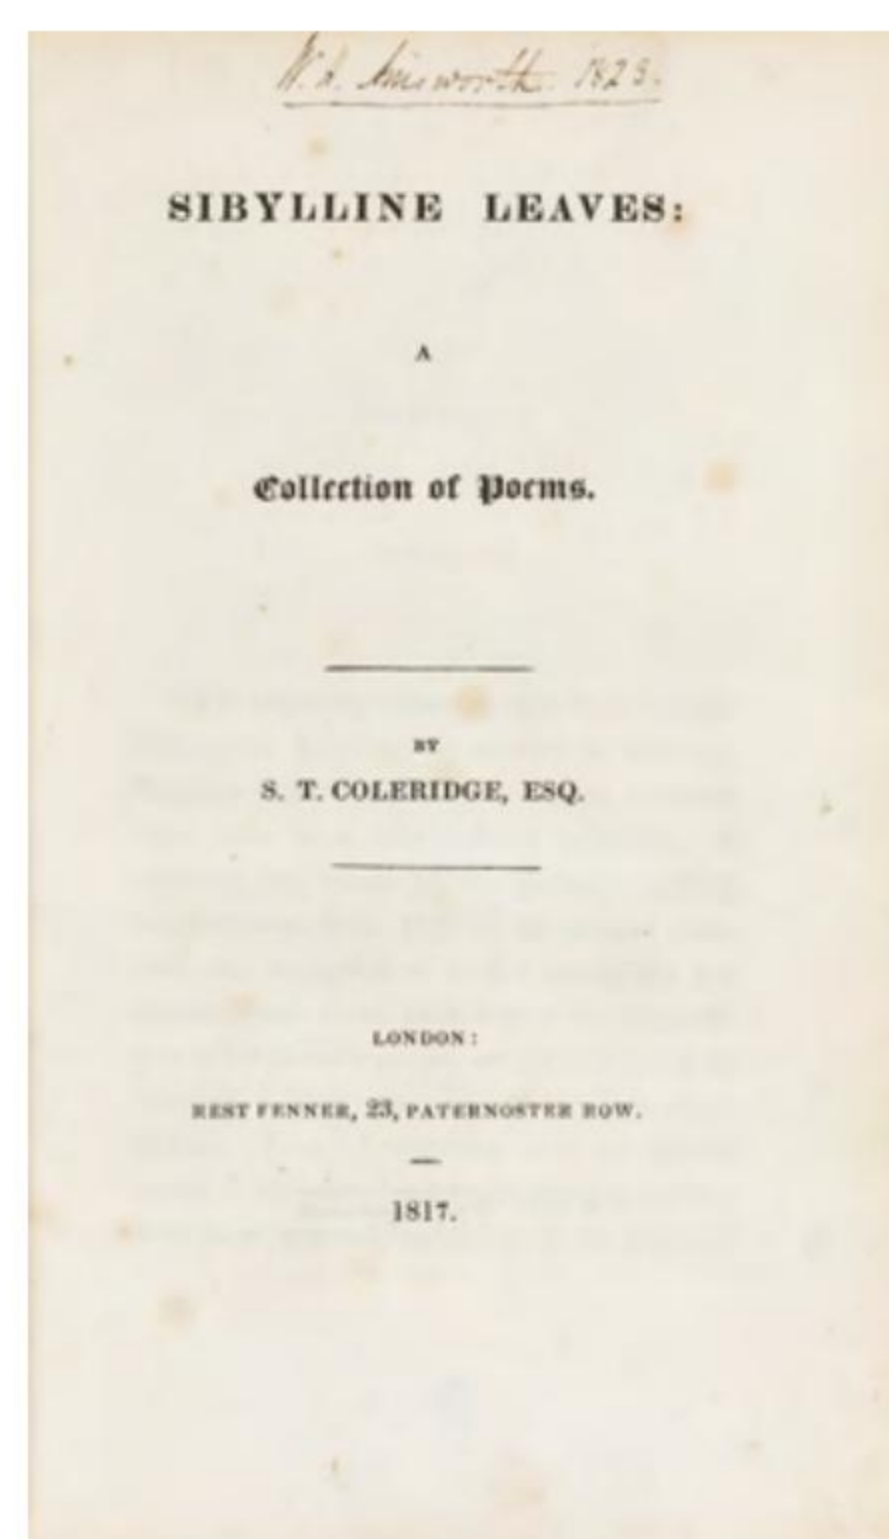 W. H. Ainsworth. 1823.
SIBYLLINE LEAVES:
A
Collection of Poems.
BY
S. T. COLERIDGE, ESQ.
LONDON:
REST FENNER, 23, PATERNOSTER ROW.
1817.